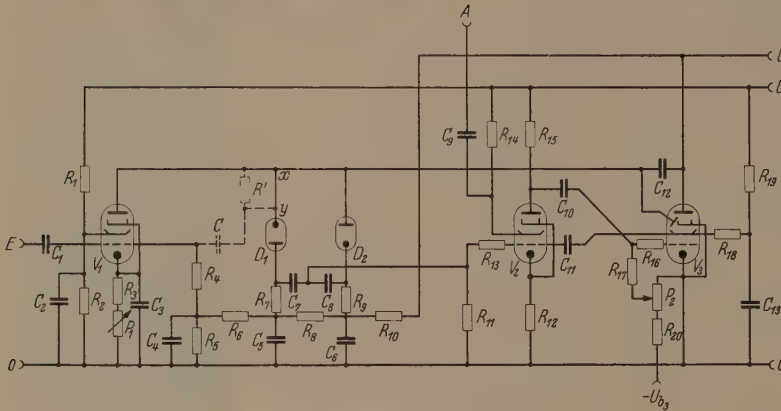 A
C₉
R₁₄
R₁₅
C₁₂
R₁₉
R₁
R'
x
y
C₁₀
E
C₁
V₁
C
D₁
D₂
R₁₃
V₂
C₁₁
R₁₇
R₁₆
V₃
R₁₈
C₂
R₂
R₃
P₁
C₃
R₄
R₇
C₇
C₈
R₉
P₂
C₁₃
C₄
R₅
R₆
C₅
R₈
C₆
R₁₀
R₁₁
R₁₂
R₂₀
0
-U_b₃